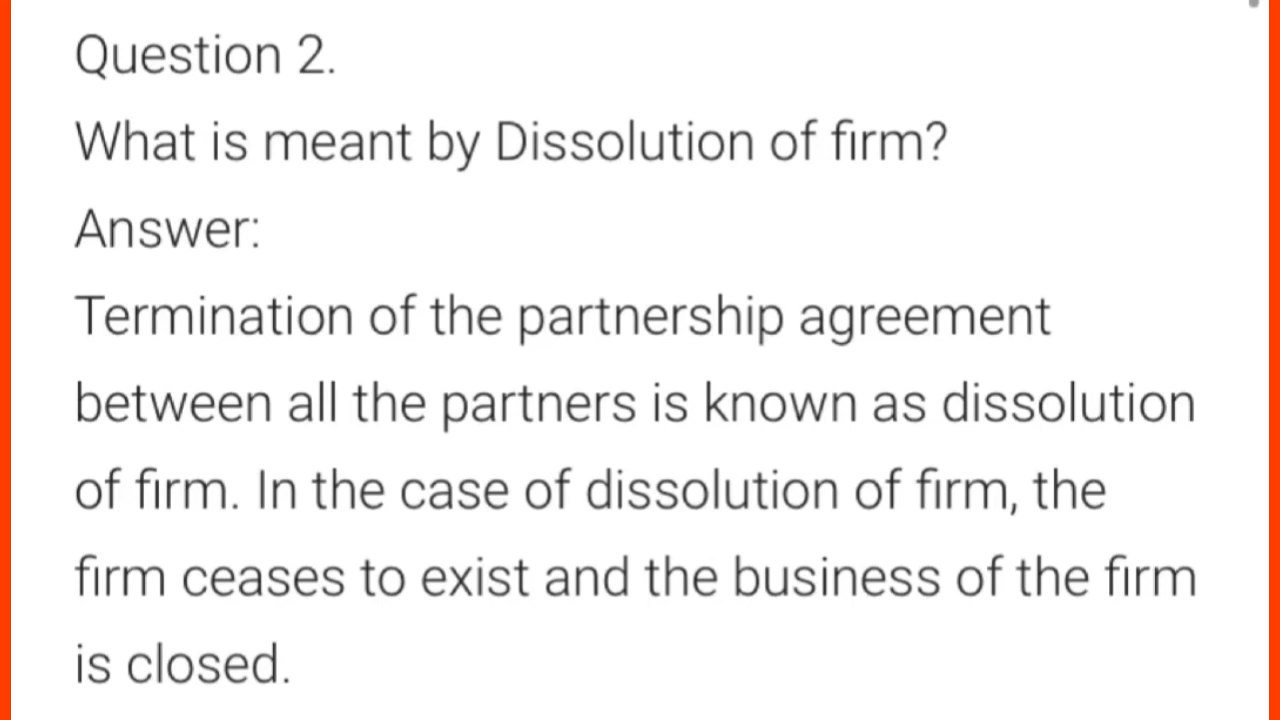 Question 2.
What is meant by Dissolution of firm?
Answer:
Termination of the partnership agreement
between all the partners is known as dissolution
of firm. In the case of dissolution of firm, the
firm ceases to exist and the business of the firm
is closed.